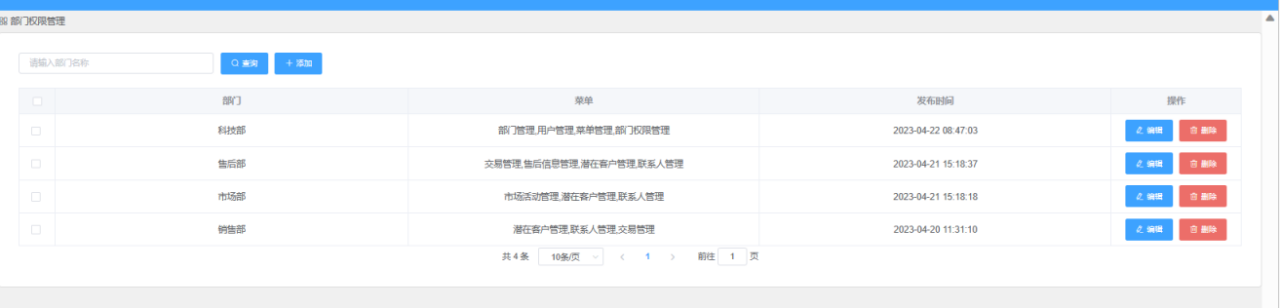 部门权限管理
请输入部门名称 查询 添加
部门 菜单 发布时间 操作
科技部 部门管理,用户管理,菜单管理,部门权限管理 2023-04-22 08:47:03 编辑 删除
售后部 交易管理,售后信息管理,潜在客户管理,联系人管理 2023-04-21 15:18:37 编辑 删除
市场部 市场活动管理,潜在客户管理,联系人管理 2023-04-21 15:18:18 编辑 删除
销售部 潜在客户管理,联系人管理,交易管理 2023-04-20 11:31:10 编辑 删除
共 4 条 10条/页 1 前往 1 页